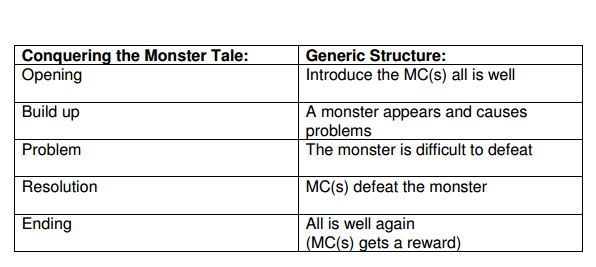 Conquering the Monster Tale: Generic Structure:
Opening Introduce the MC(s) all is well
Build up A monster appears and causes
problems
Problem The monster is difficult to defeat
Resolution MC(s) defeat the monster
Ending All is well again
(MC(s) gets a reward)